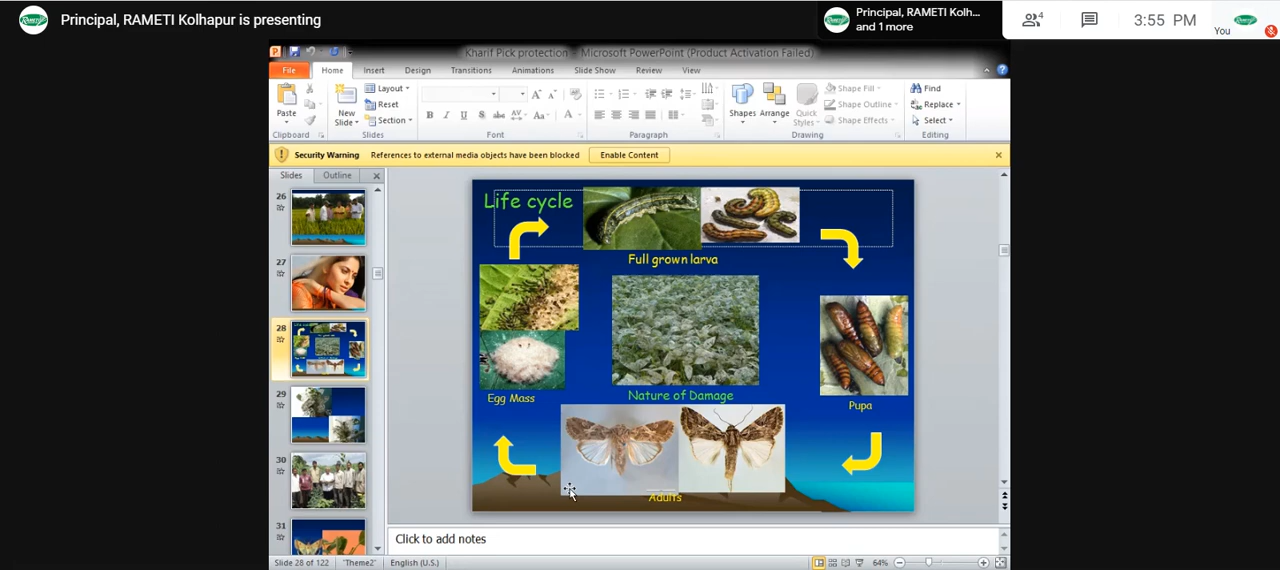 Principal, RAMETI Kolhapur is presenting
Principal, RAMETI Kolh...
and 1 more
4
3:55 PM
You
Kharif Pick protection - Microsoft PowerPoint (Product Activation Failed)
File Home Insert Design Transitions Animations Slide Show Review View
Paste
New
Slide
Layout
Reset
Section
B I U S abc AV Aa A
Shapes
Arrange
Quick
Styles
Shape Fill
Shape Outline
Shape Effects
Find
Replace
Select
Clipboard Slides Font Paragraph Drawing Editing
Security Warning References to external media objects have been blocked Enable Content
Slides Outline
26
27
28
29
30
31
Life cycle
Full grown larva
Egg Mass
Nature of Damage
Pupa
Adults
Click to add notes
Slide 28 of 122 "Theme2" English (U.S.) 64%